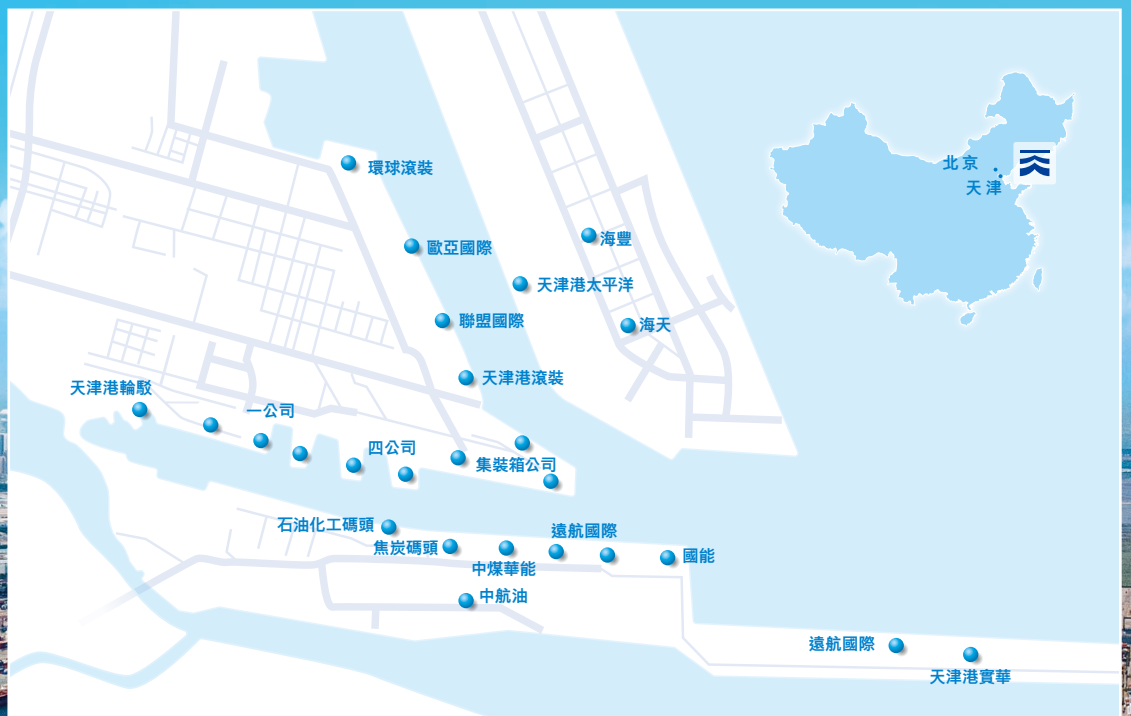 北京
天津
環球滾裝
歐亞國際
海豐
天津港太平洋
聯盟國際
海天
天津港滾裝
天津港輪駁
一公司
四公司
集裝箱公司
石油化工碼頭
遠航國際
焦炭碼頭
國能
中煤華能
中航油
遠航國際
天津港實華